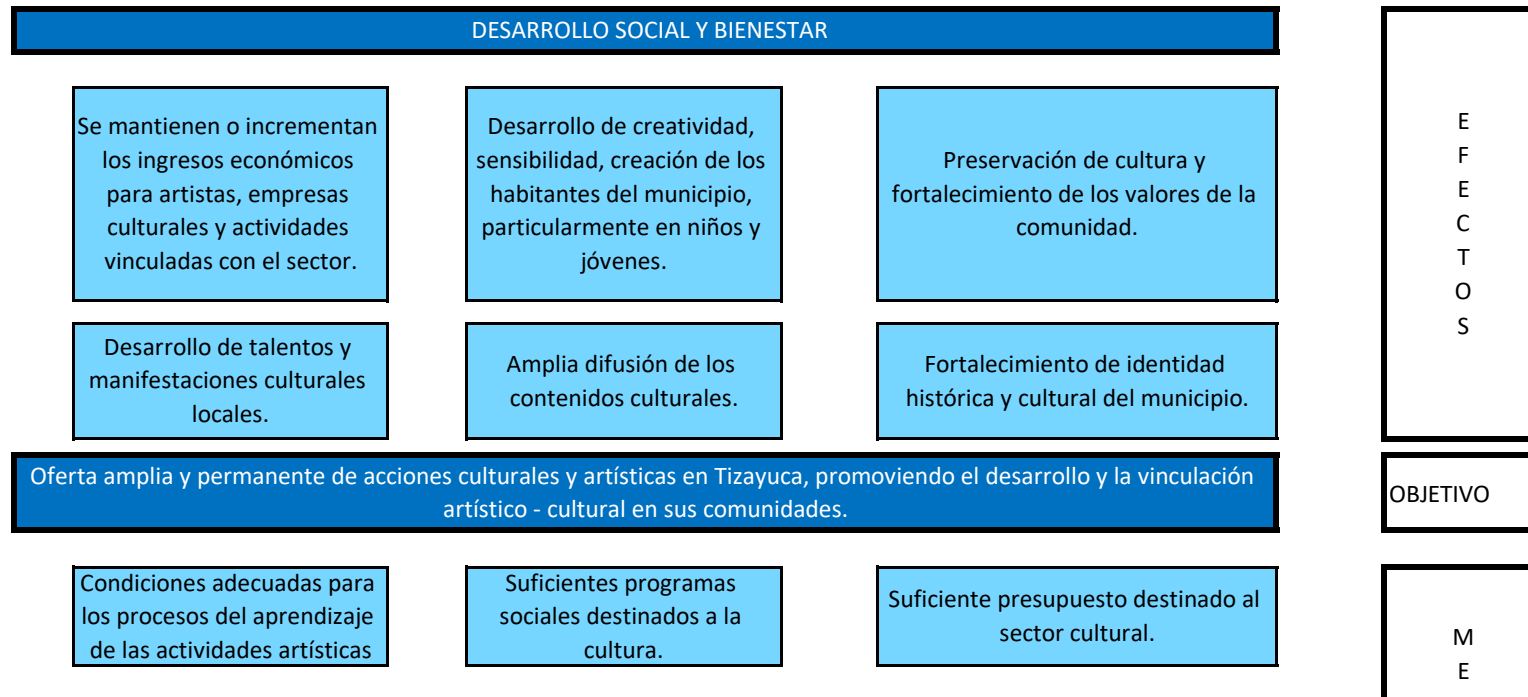 DESARROLLO SOCIAL Y BIENESTAR
Se mantienen o incrementan
los ingresos económicos
para artistas, empresas
culturales y actividades
vinculadas con el sector.
Desarrollo de creatividad,
sensibilidad, creación de los
habitantes del municipio,
particularmente en niños y
jóvenes.
Preservación de cultura y
fortalecimiento de los valores de la
comunidad.
E
F
E
C
T
O
S
Desarrollo de talentos y
manifestaciones culturales
locales.
Amplia difusión de los
contenidos culturales.
Fortalecimiento de identidad
histórica y cultural del municipio.
Oferta amplia y permanente de acciones culturales y artísticas en Tizayuca, promoviendo el desarrollo y la vinculación
artístico - cultural en sus comunidades.
OBJETIVO
Condiciones adecuadas para
los procesos del aprendizaje
de las actividades artísticas
Suficientes programas
sociales destinados a la
cultura.
Suficiente presupuesto destinado al
sector cultural.
M
E